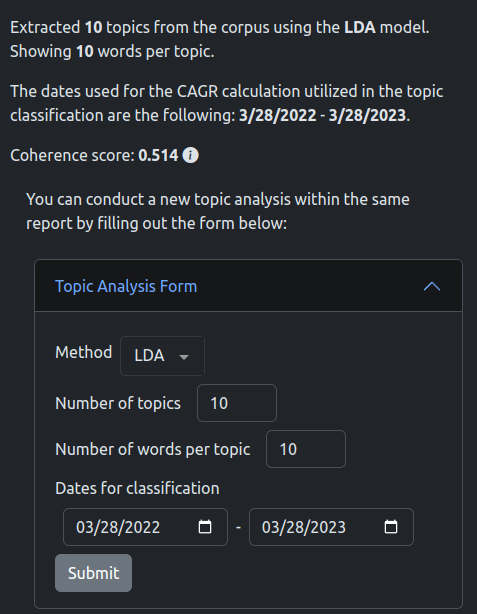 Extracted 10 topics from the corpus using the LDA model.
Showing 10 words per topic.
The dates used for the CAGR calculation utilized in the topic
classification are the following: 3/28/2022 - 3/28/2023.
Coherence score: 0.514 i
You can conduct a new topic analysis within the same
report by filling out the form below:
Topic Analysis Form
Method LDA
Number of topics 10
Number of words per topic 10
Dates for classification
03/28/2022 - 03/28/2023
Submit